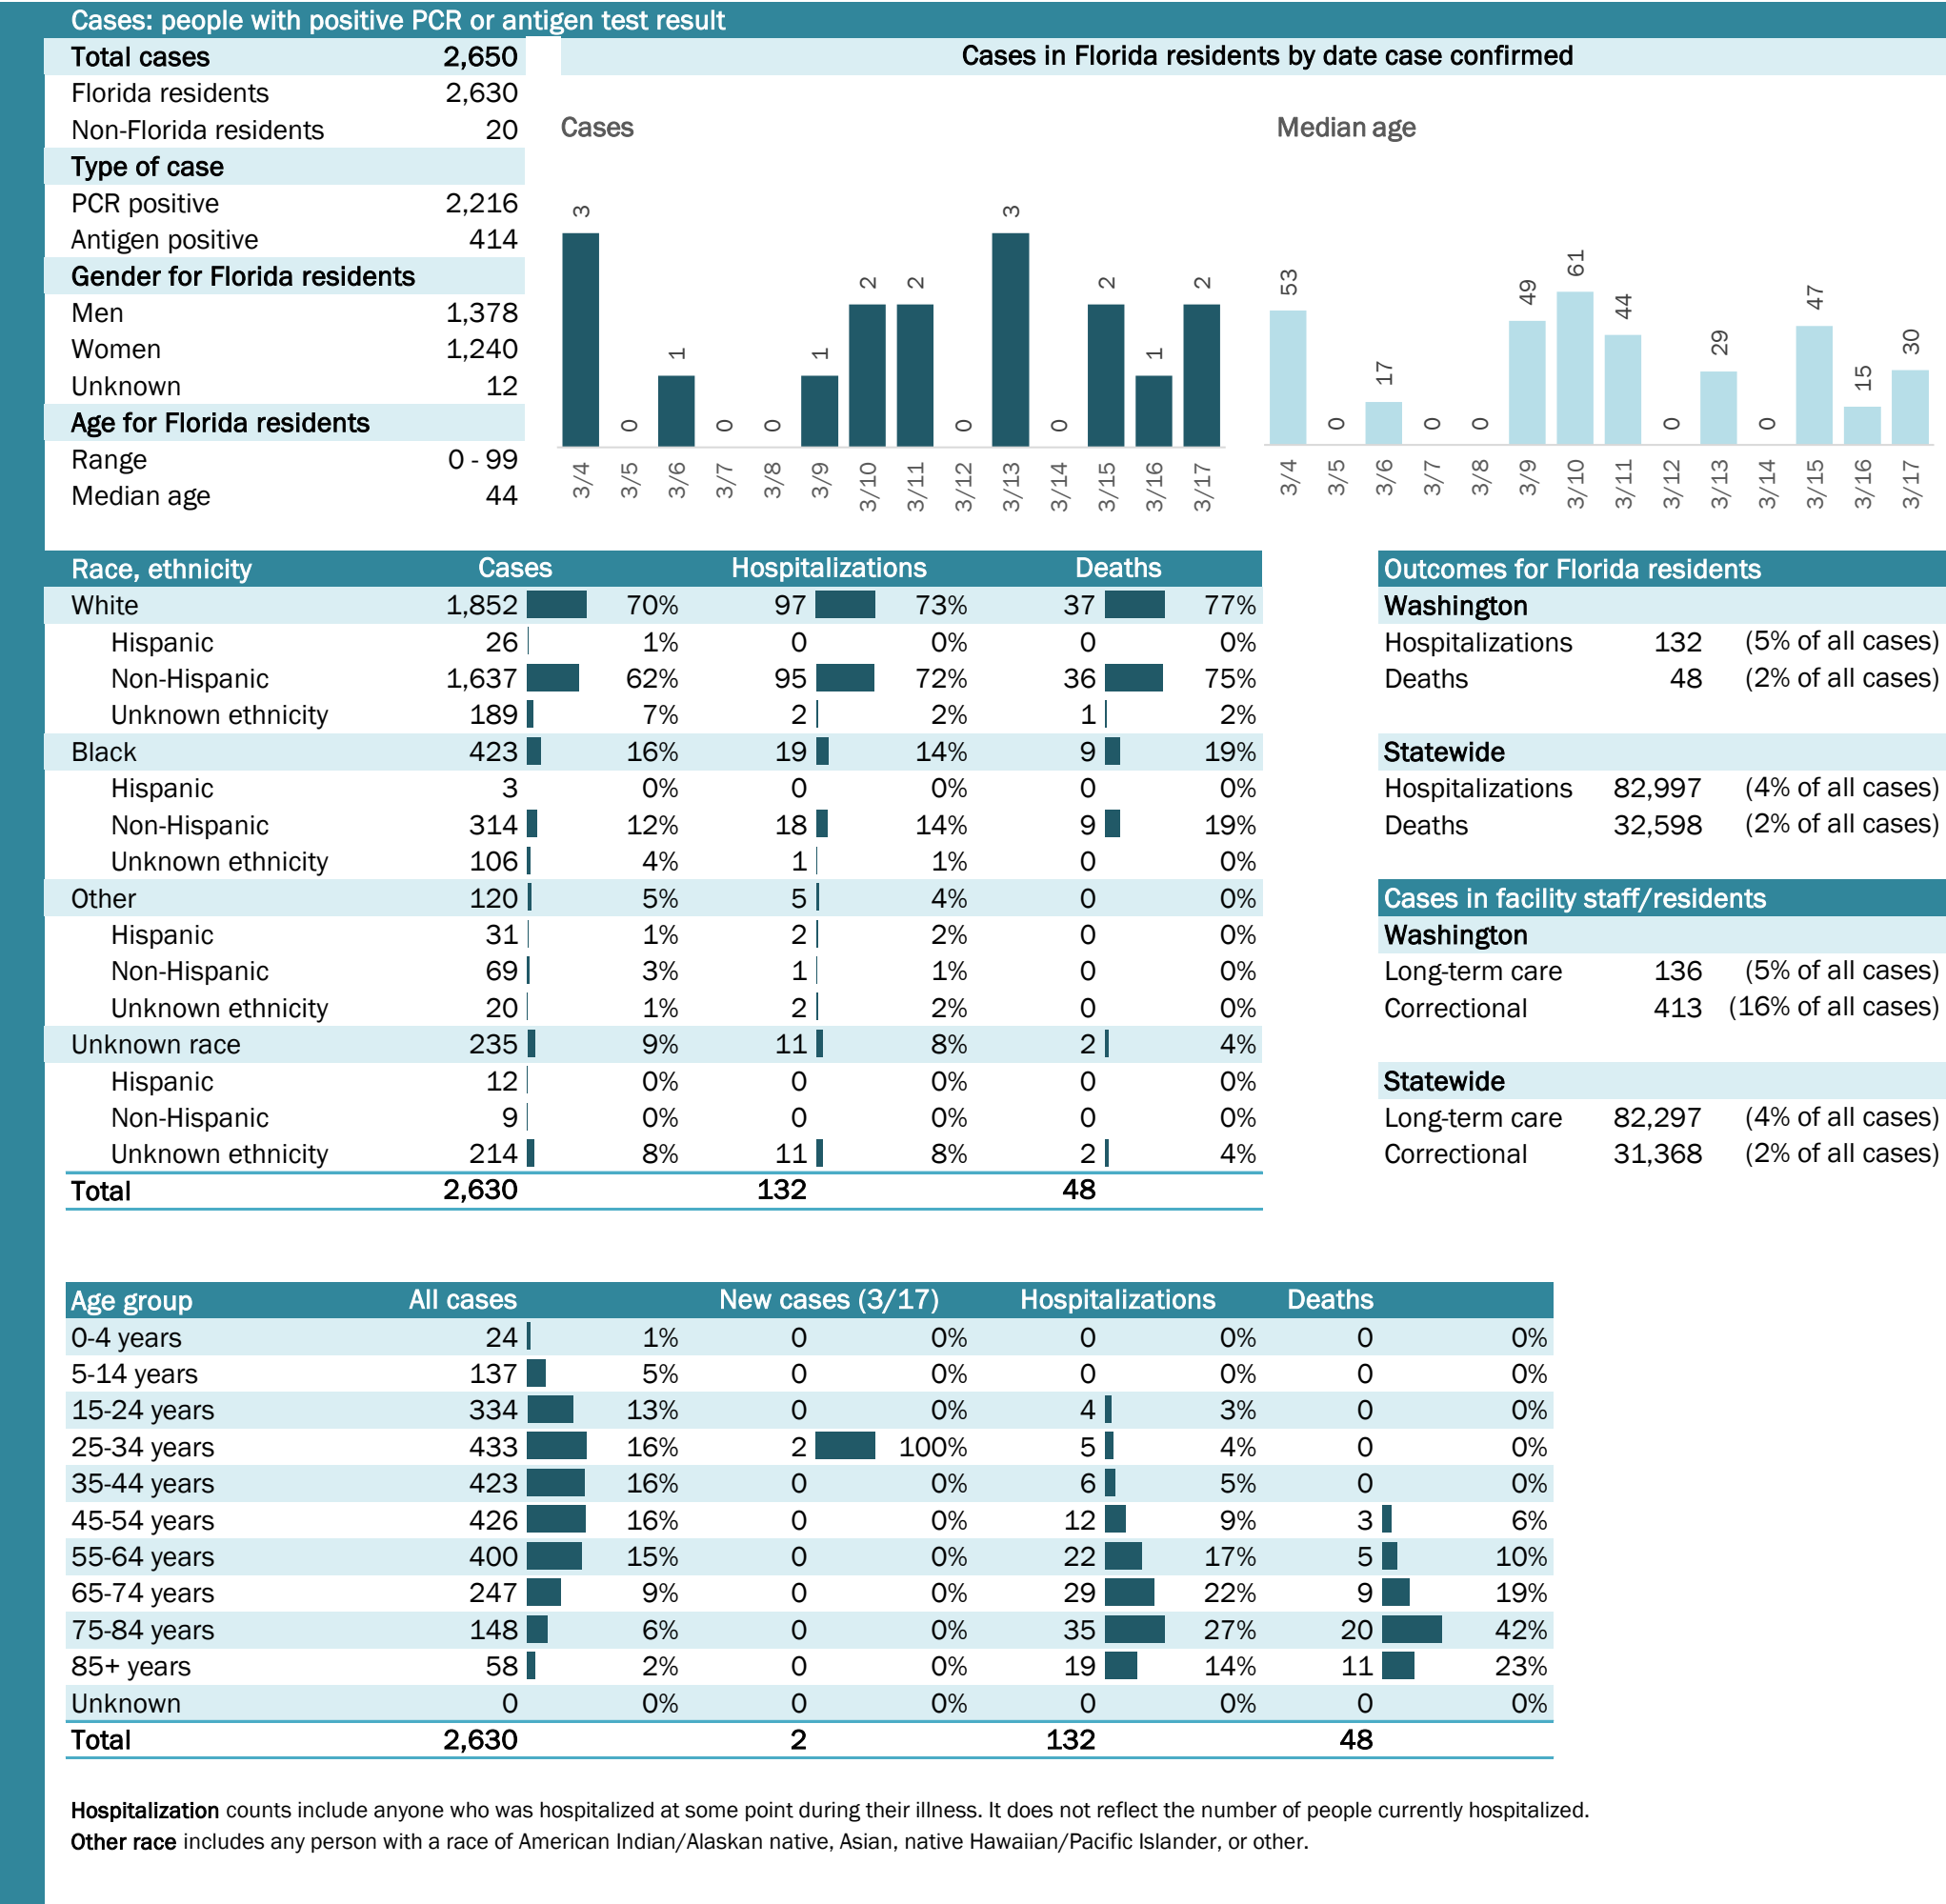 Cases: people with positive PCR or antigen test result
Total cases 2,650
Florida residents 2,630
Non-Florida residents 20
Type of case
PCR positive 2,216
Antigen positive 414
Gender for Florida residents
Men 1,378
Women 1,240
Unknown 12
Age for Florida residents
Range 0 - 99
Median age 44
Cases in Florida residents by date case confirmed
Cases
3 0 1 0 0 1 2 2 0 3 0 2 1 2
3/4 3/5 3/6 3/7 3/8 3/9 3/10 3/11 3/12 3/13 3/14 3/15 3/16 3/17
Median age
53 0 17 0 0 49 61 44 0 29 0 47 15 30
3/4 3/5 3/6 3/7 3/8 3/9 3/10 3/11 3/12 3/13 3/14 3/15 3/16 3/17
Race, ethnicity Cases Hospitalizations Deaths
White 1,852 70% 97 73% 37 77%
Hispanic 26 1% 0 0% 0 0%
Non-Hispanic 1,637 62% 95 72% 36 75%
Unknown ethnicity 189 7% 2 2% 1 2%
Black 423 16% 19 14% 9 19%
Hispanic 3 0% 0 0% 0 0%
Non-Hispanic 314 12% 18 14% 9 19%
Unknown ethnicity 106 4% 1 1% 0 0%
Other 120 5% 5 4% 0 0%
Hispanic 31 1% 2 2% 0 0%
Non-Hispanic 69 3% 1 1% 0 0%
Unknown ethnicity 20 1% 2 2% 0 0%
Unknown race 235 9% 11 8% 2 4%
Hispanic 12 0% 0 0% 0 0%
Non-Hispanic 9 0% 0 0% 0 0%
Unknown ethnicity 214 8% 11 8% 2 4%
Total 2,630 132 48
Outcomes for Florida residents
Washington
Hospitalizations 132 (5% of all cases)
Deaths 48 (2% of all cases)
Statewide
Hospitalizations 82,997 (4% of all cases)
Deaths 32,598 (2% of all cases)
Cases in facility staff/residents
Washington
Long-term care 136 (5% of all cases)
Correctional 413 (16% of all cases)
Statewide
Long-term care 82,297 (4% of all cases)
Correctional 31,368 (2% of all cases)
Age group All cases New cases (3/17) Hospitalizations Deaths
0-4 years 24 1% 0 0% 0 0% 0 0%
5-14 years 137 5% 0 0% 0 0% 0 0%
15-24 years 334 13% 0 0% 4 3% 0 0%
25-34 years 433 16% 2 100% 5 4% 0 0%
35-44 years 423 16% 0 0% 6 5% 0 0%
45-54 years 426 16% 0 0% 12 9% 3 6%
55-64 years 400 15% 0 0% 22 17% 5 10%
65-74 years 247 9% 0 0% 29 22% 9 19%
75-84 years 148 6% 0 0% 35 27% 20 42%
85+ years 58 2% 0 0% 19 14% 11 23%
Unknown 0 0% 0 0% 0 0% 0 0%
Total 2,630 2 132 48
Hospitalization counts include anyone who was hospitalized at some point during their illness. It does not reflect the number of people currently hospitalized.
Other race includes any person with a race of American Indian/Alaskan native, Asian, native Hawaiian/Pacific Islander, or other.